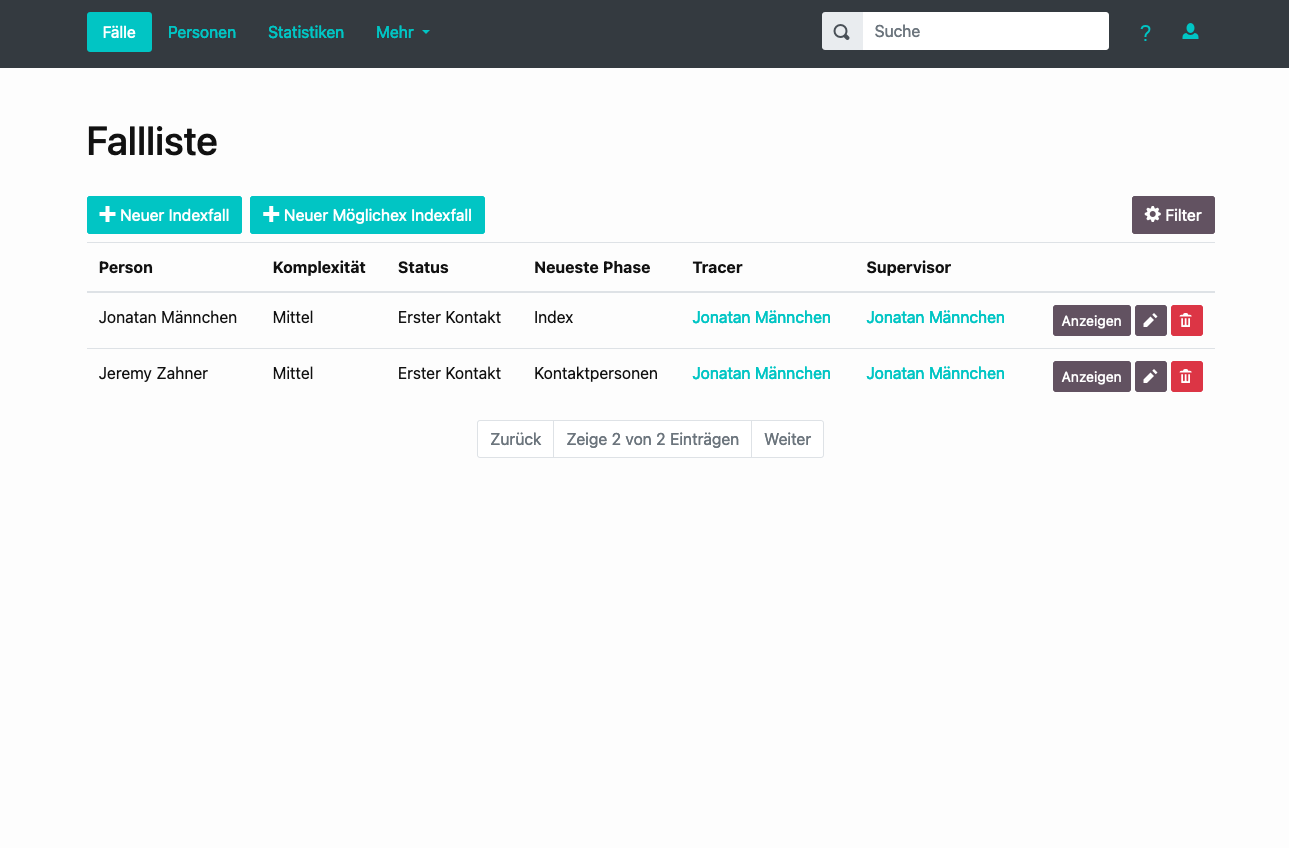 Fälle Personen Statistiken Mehr Suche ?
Fallliste
Neuer Indexfall Neuer Möglichex Indexfall Filter
Person Komplexität Status Neueste Phase Tracer Supervisor
Jonatan Männchen Mittel Erster Kontakt Index Jonatan Männchen Jonatan Männchen Anzeigen
Jeremy Zahner Mittel Erster Kontakt Kontaktpersonen Jonatan Männchen Jonatan Männchen Anzeigen
Zurück Zeige 2 von 2 Einträgen Weiter